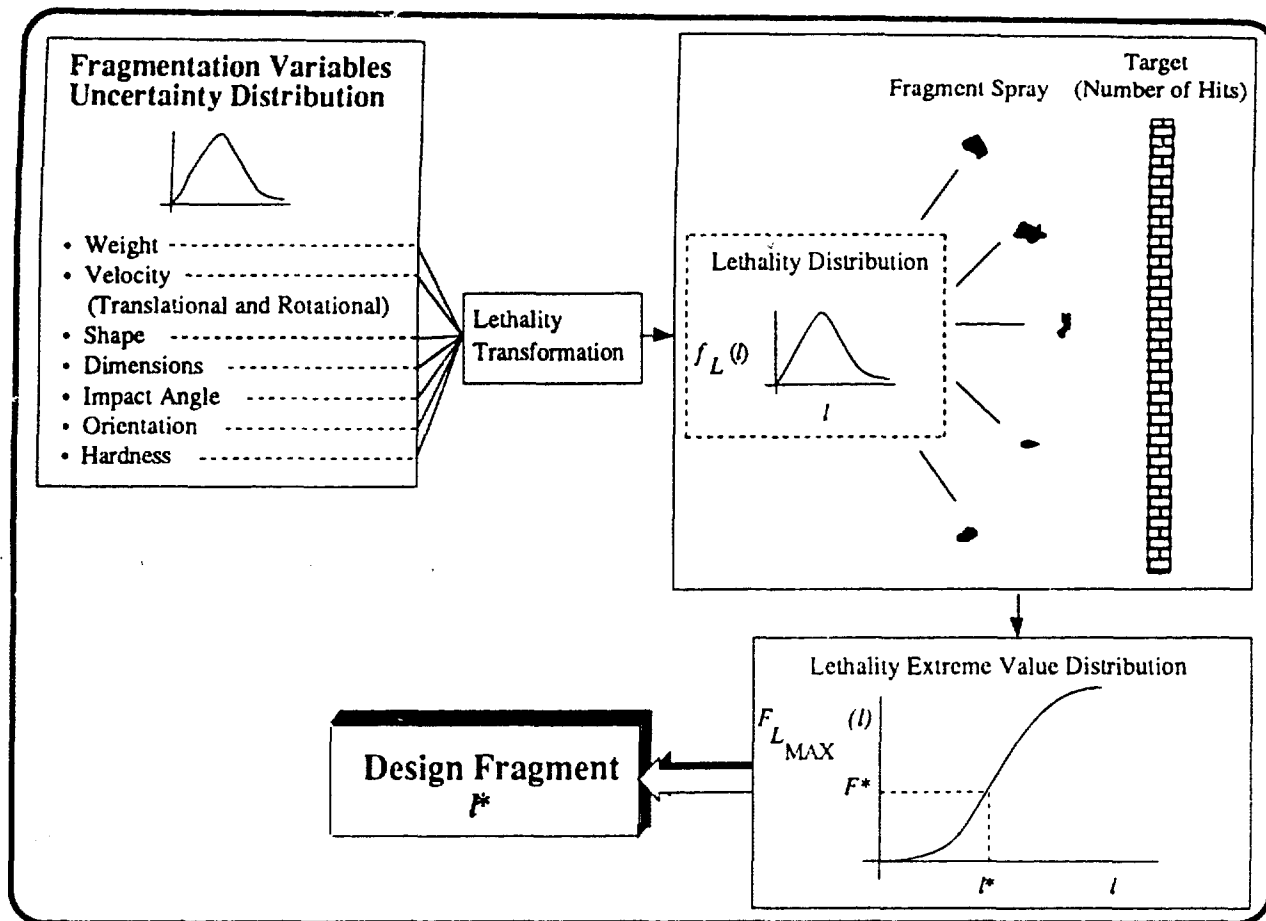 Fragmentation Variables
Uncertainty Distribution
• Weight
• Velocity
(Translational and Rotational)
• Shape
• Dimensions
• Impact Angle
• Orientation
• Hardness
Lethality
Transformation
Fragment Spray
Target
(Number of Hits)
Lethality Distribution
f_L (l)
l
Lethality Extreme Value Distribution
F_L_MAX (l)
F*
l*
l
Design Fragment
l*